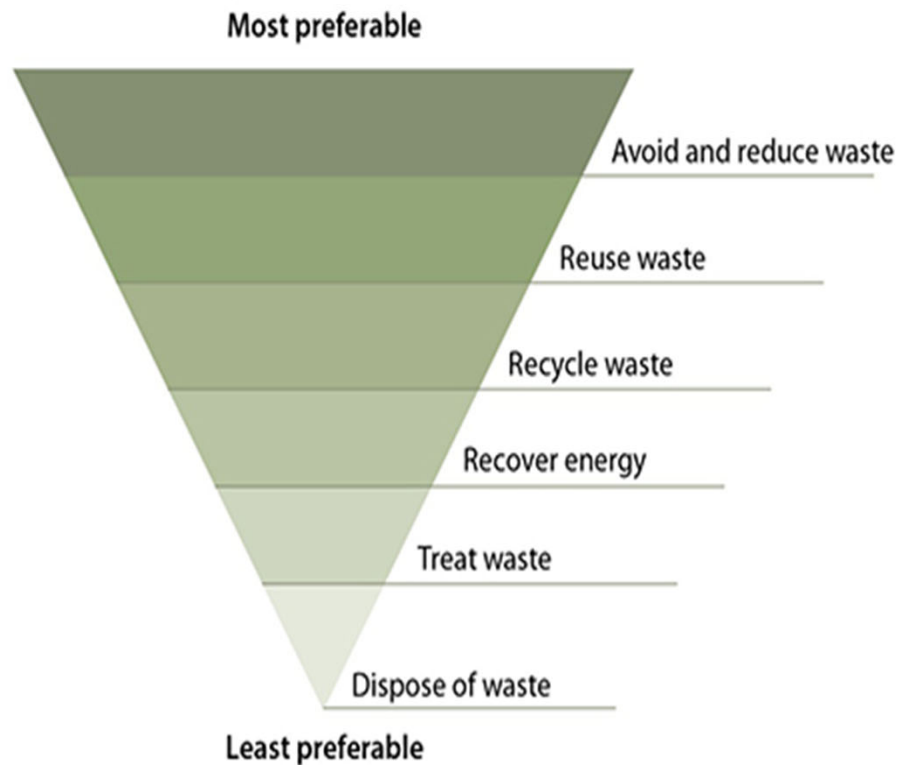 Most preferable
Avoid and reduce waste
Reuse waste
Recycle waste
Recover energy
Treat waste
Dispose of waste
Least preferable